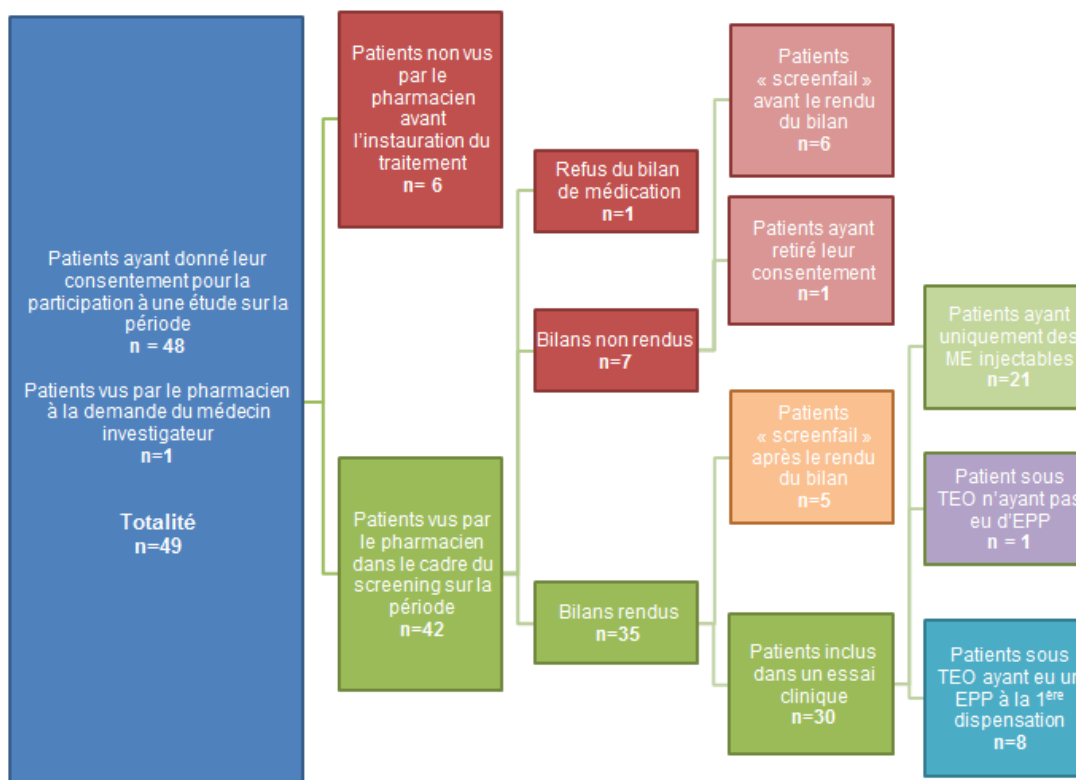 Patients ayant donné leur
consentement pour la
participation à une étude sur la
période
n = 48
Patients vus par le pharmacien
à la demande du médecin
investigateur
n=1
Totalité
n=49
Patients non vus
par le
pharmacien
avant
l'instauration du
traitement
n= 6
Patients vus par
le pharmacien
dans le cadre du
screening sur la
période
n=42
Refus du bilan
de médication
n=1
Bilans non rendus
n=7
Bilans rendus
n=35
Patients
« screenfail »
avant le rendu
du bilan
n=6
Patients ayant
retiré leur
consentement
n=1
Patients
« screenfail »
après le rendu
du bilan
n=5
Patients inclus
dans un essai
clinique
n=30
Patients ayant
uniquement des
ME injectables
n=21
Patient sous
TEO n'ayant pas
eu d'EPP
n = 1
Patients sous
TEO ayant eu un
EPP à la 1ère
dispensation
n=8